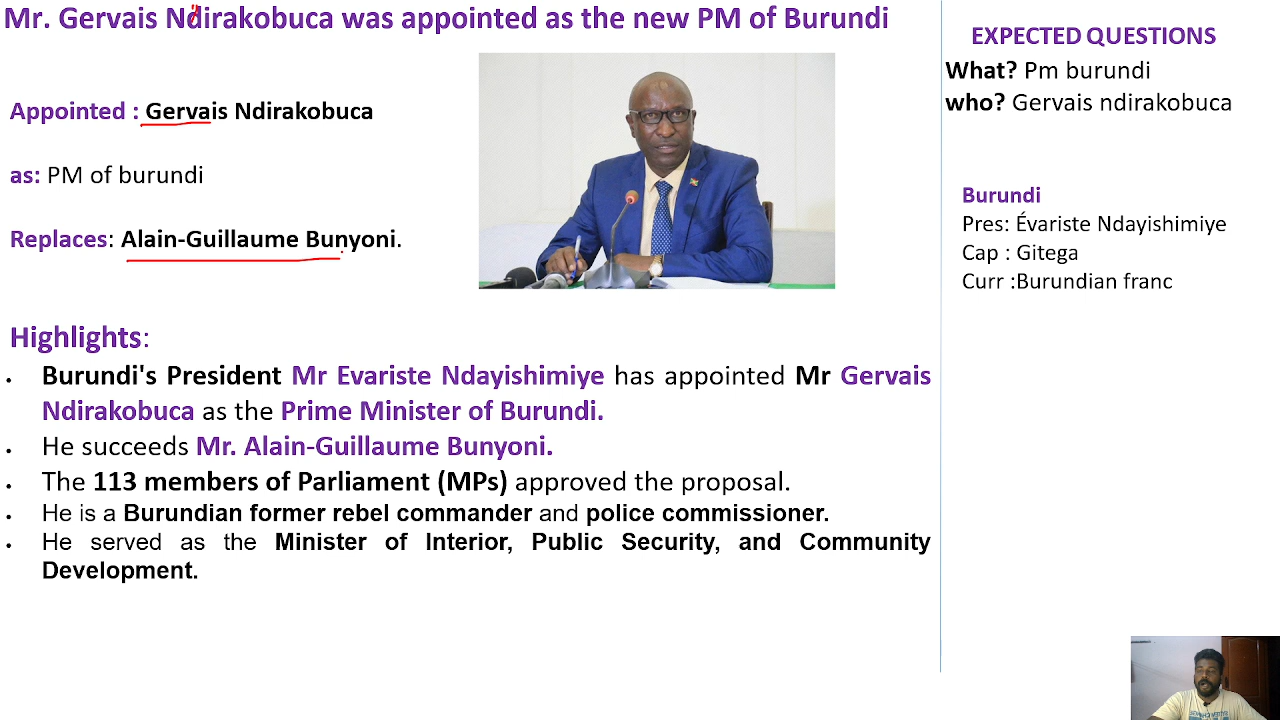 Mr. Gervais Ndirakobuca was appointed as the new PM of Burundi
Appointed : Gervais Ndirakobuca
as: PM of burundi
Replaces: Alain-Guillaume Bunyoni.
Highlights:
• Burundi's President Mr Evariste Ndayishimiye has appointed Mr Gervais
Ndirakobuca as the Prime Minister of Burundi.
• He succeeds Mr. Alain-Guillaume Bunyoni.
• The 113 members of Parliament (MPs) approved the proposal.
• He is a Burundian former rebel commander and police commissioner.
• He served as the Minister of Interior, Public Security, and Community
Development.
EXPECTED QUESTIONS
What? Pm burundi
who? Gervais ndirakobuca
Burundi
Pres: Évariste Ndayishimiye
Cap : Gitega
Curr :Burundian franc